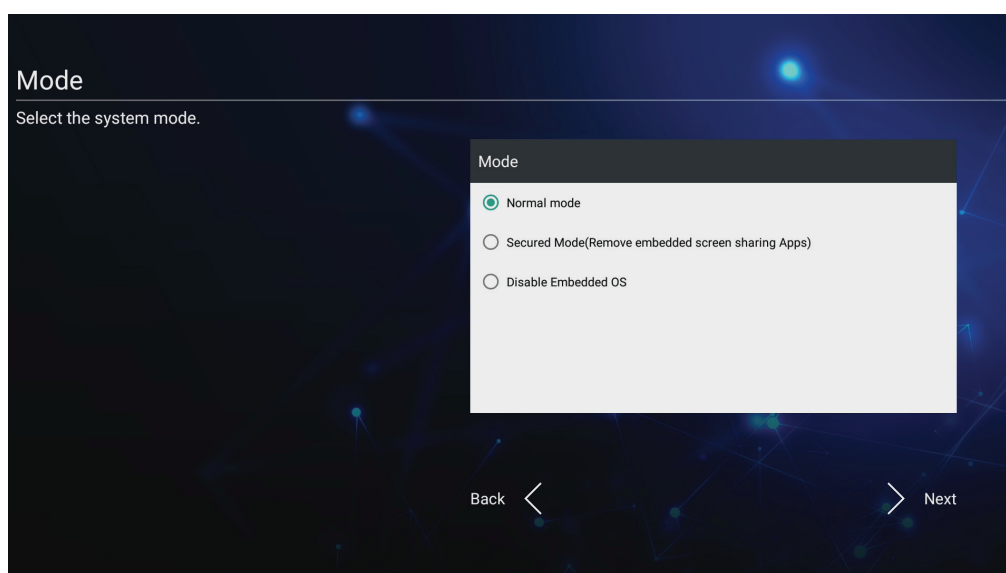 Mode
Select the system mode.
Mode
Normal mode
Secured Mode(Remove embedded screen sharing Apps)
Disable Embedded OS
Back
Next